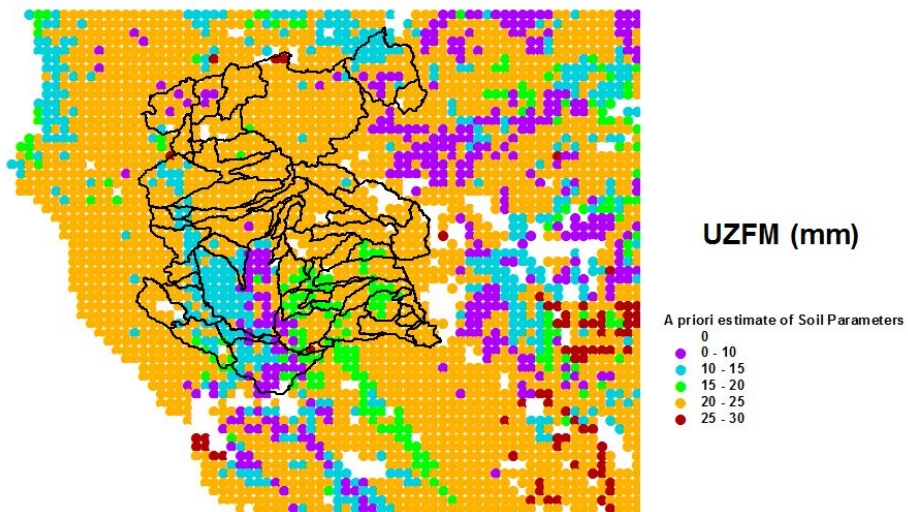 UZFM (mm)
A priori estimate of Soil Parameters
0
0 - 10
10 - 15
15 - 20
20 - 25
25 - 30